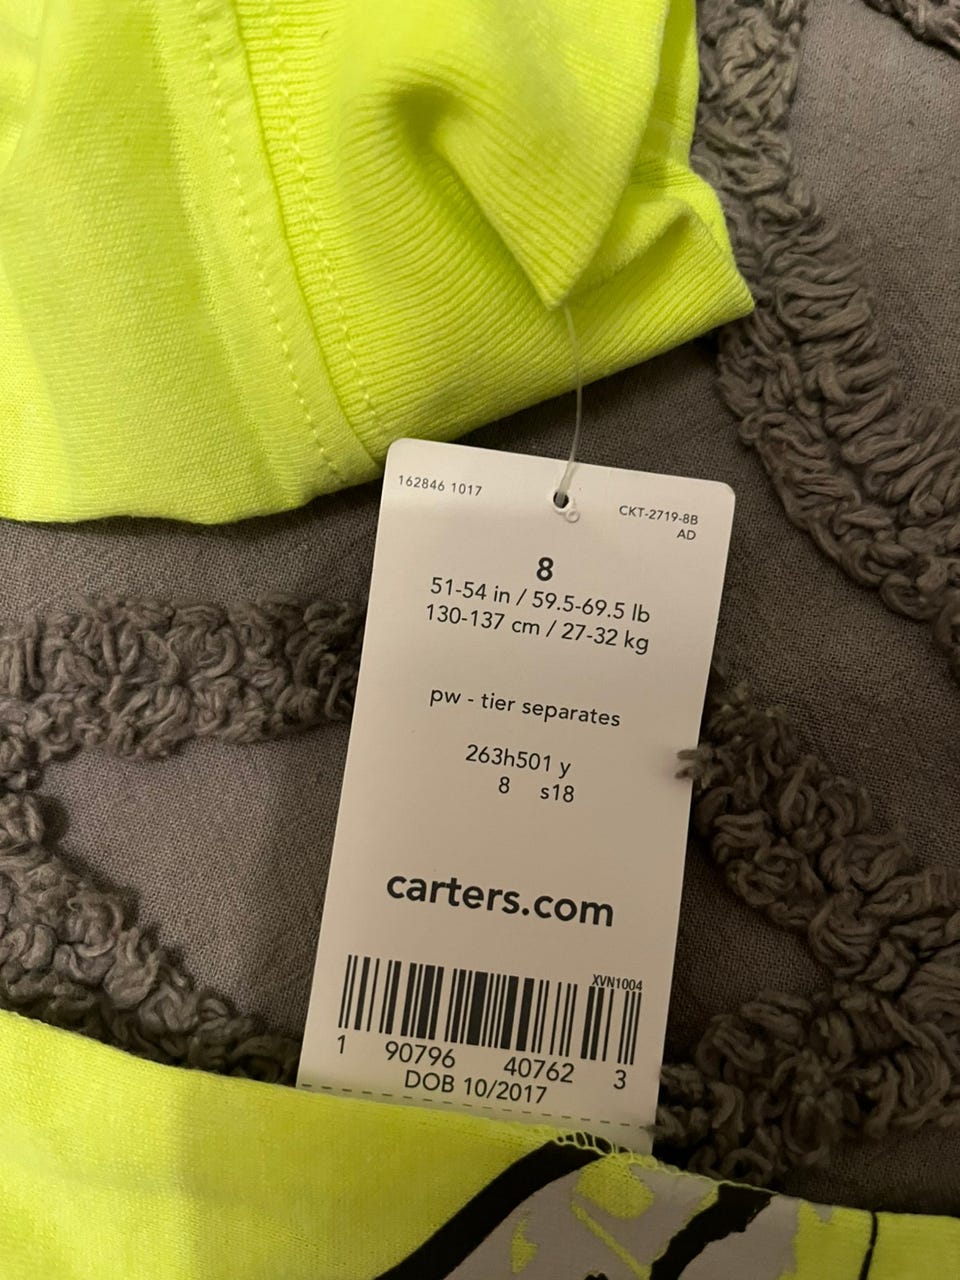 162846 1017
CKT-2719-8B
AD
8
51-54 in / 59.5-69.5 lb
130-137 cm / 27-32 kg
pw - tier separates
263h501 y
8 s18
carters.com
XVN1004
1 90796 40762 3
DOB 10/2017